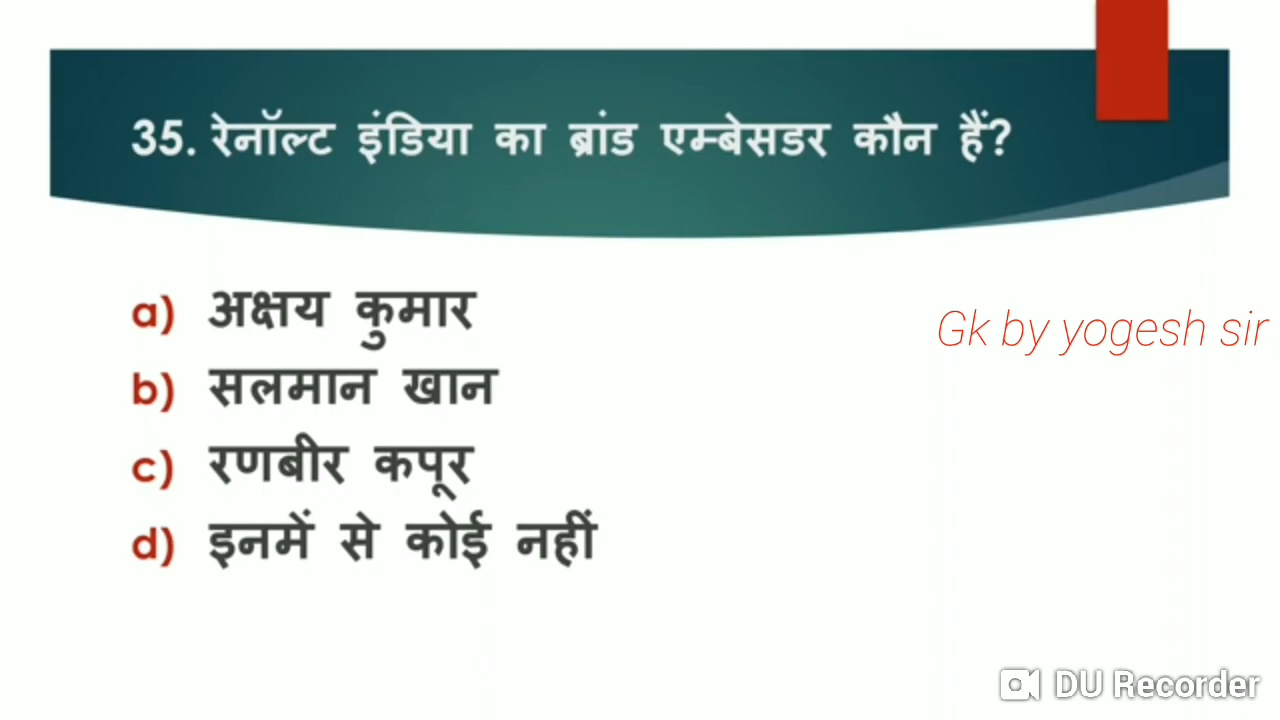 35. रेनॉल्ट इंडिया का ब्रांड एम्बेसडर कौन हैं?
a) अक्षय कुमार
Gk by yogesh sir
b) सलमान खान
c) रणबीर कपूर
d) इनमें से कोई नहीं
DU Recorder